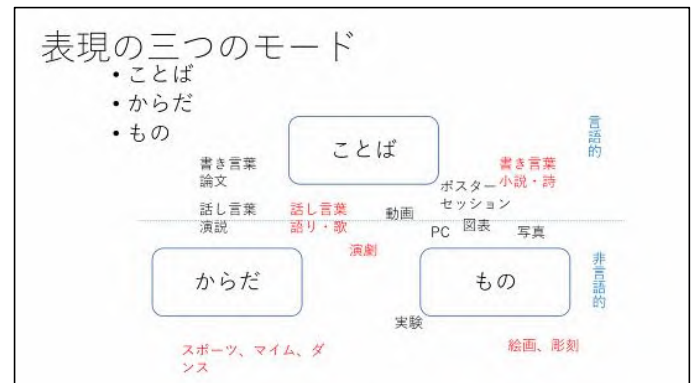 表現の三つのモード
• ことば
• からだ
• もの
ことば
言語的
書き言葉
論文
書き言葉
小説・詩
ポスター
セッション
話し言葉
演説
話し言葉
語り・歌
動画
PC
図表
写真
演劇
からだ
もの
非言語的
実験
スポーツ、マイム、ダ
ンス
絵画、彫刻